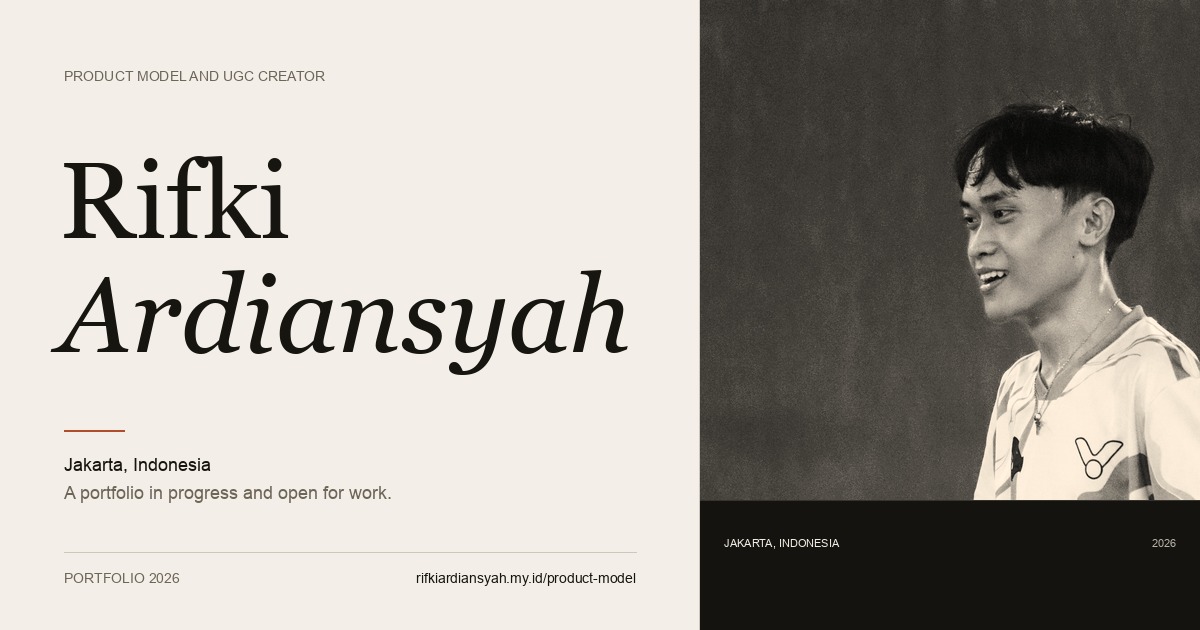 PRODUCT MODEL AND UGC CREATOR
Rifki
Ardiansyah
Jakarta, Indonesia
A portfolio in progress and open for work.
PORTFOLIO 2026
rifkiardiansyah.my.id/product-model
JAKARTA, INDONESIA
2026